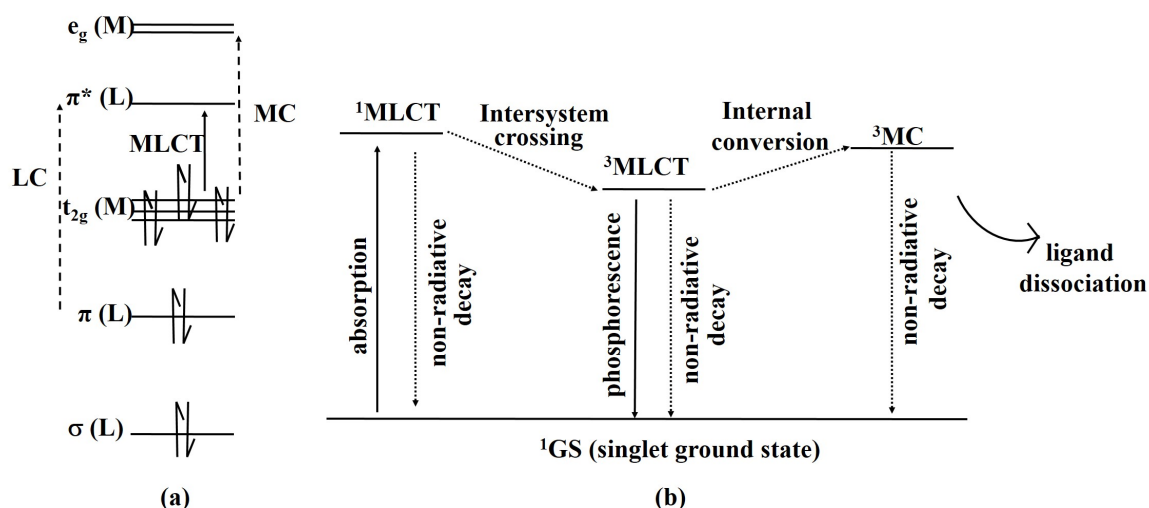 e_g (M)
π* (L)
MLCT
MC
LC
t_2g (M)
π (L)
σ (L)
(a)
¹MLCT
Intersystem
crossing
³MLCT
Internal
conversion
³MC
absorption
non-radiative
decay
phosphorescence
non-radiative
decay
non-radiative
decay
ligand
dissociation
¹GS (singlet ground state)
(b)